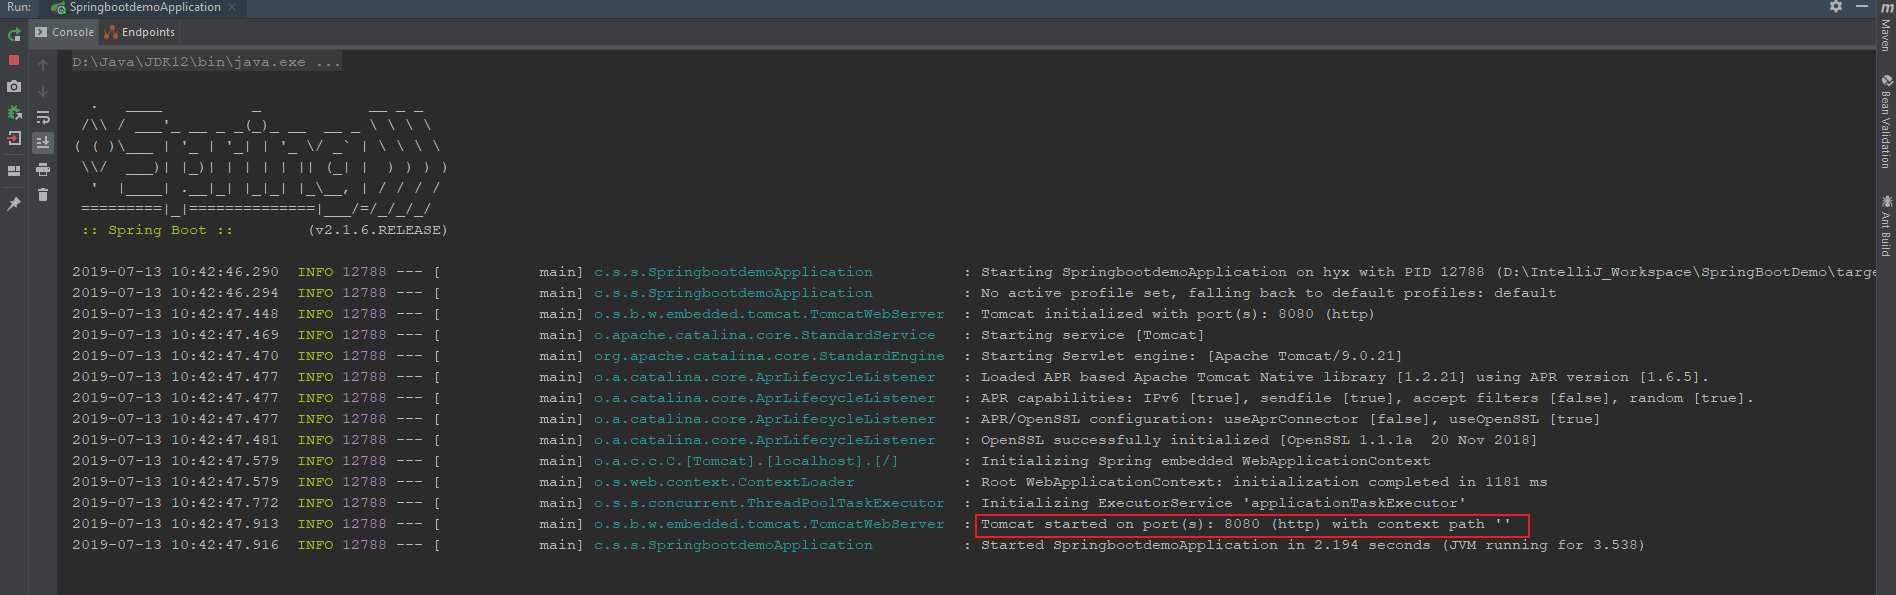 Run: SpringbootdemoApplication
Console Endpoints
D:\Java\JDK12\bin\java.exe ...
  .   ____          _            __ _ _
 /\\ / ___'_ __ _ _(_)_ __  __ _ \ \ \ \
( ( )\___ | '_ | '_| | '_ \/ _` | \ \ \ \
 \\/  ___)| |_)| | | | | || (_| |  ) ) ) )
  '  |____| .__|_| |_|_| |_\__, | / / / /
 =========|_|==============|___/=/_/_/_/
 :: Spring Boot ::        (v2.1.6.RELEASE)
2019-07-13 10:42:46.290  INFO 12788 --- [           main] c.s.s.SpringbootdemoApplication          : Starting SpringbootdemoApplication on hyx with PID 12788 (D:\IntelliJ_Workspace\SpringBootDemo\targe
2019-07-13 10:42:46.294  INFO 12788 --- [           main] c.s.s.SpringbootdemoApplication          : No active profile set, falling back to default profiles: default
2019-07-13 10:42:47.448  INFO 12788 --- [           main] o.s.b.w.embedded.tomcat.TomcatWebServer  : Tomcat initialized with port(s): 8080 (http)
2019-07-13 10:42:47.469  INFO 12788 --- [           main] o.apache.catalina.core.StandardService   : Starting service [Tomcat]
2019-07-13 10:42:47.470  INFO 12788 --- [           main] org.apache.catalina.core.StandardEngine  : Starting Servlet engine: [Apache Tomcat/9.0.21]
2019-07-13 10:42:47.477  INFO 12788 --- [           main] o.a.catalina.core.AprLifecycleListener   : Loaded APR based Apache Tomcat Native library [1.2.21] using APR version [1.6.5].
2019-07-13 10:42:47.477  INFO 12788 --- [           main] o.a.catalina.core.AprLifecycleListener   : APR capabilities: IPv6 [true], sendfile [true], accept filters [false], random [true].
2019-07-13 10:42:47.477  INFO 12788 --- [           main] o.a.catalina.core.AprLifecycleListener   : APR/OpenSSL configuration: useAprConnector [false], useOpenSSL [true]
2019-07-13 10:42:47.481  INFO 12788 --- [           main] o.a.catalina.core.AprLifecycleListener   : OpenSSL successfully initialized [OpenSSL 1.1.1a  20 Nov 2018]
2019-07-13 10:42:47.579  INFO 12788 --- [           main] o.a.c.c.C.[Tomcat].[localhost].[/]       : Initializing Spring embedded WebApplicationContext
2019-07-13 10:42:47.579  INFO 12788 --- [           main] o.s.web.context.ContextLoader            : Root WebApplicationContext: initialization completed in 1181 ms
2019-07-13 10:42:47.772  INFO 12788 --- [           main] o.s.s.concurrent.ThreadPoolTaskExecutor  : Initializing ExecutorService 'applicationTaskExecutor'
2019-07-13 10:42:47.913  INFO 12788 --- [           main] o.s.b.w.embedded.tomcat.TomcatWebServer  : Tomcat started on port(s): 8080 (http) with context path ''
2019-07-13 10:42:47.916  INFO 12788 --- [           main] c.s.s.SpringbootdemoApplication          : Started SpringbootdemoApplication in 2.194 seconds (JVM running for 3.538)
m Maven
Bean Validation
Ant Build